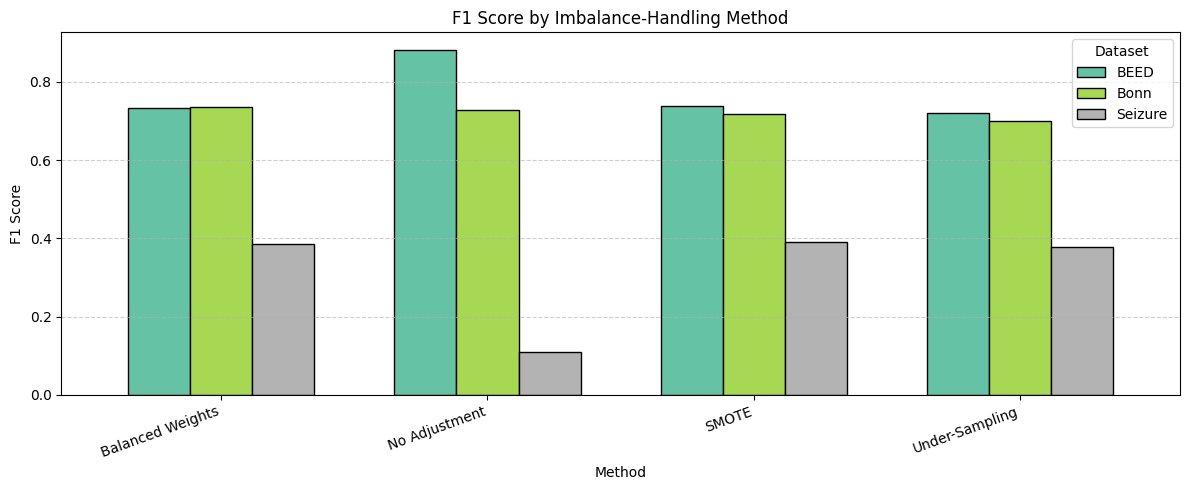 F1 Score by Imbalance-Handling Method
Dataset
BEED
Bonn
Seizure
F1 Score
0.8
0.6
0.4
0.2
0.0
Balanced Weights
No Adjustment
SMOTE
Under-Sampling
Method